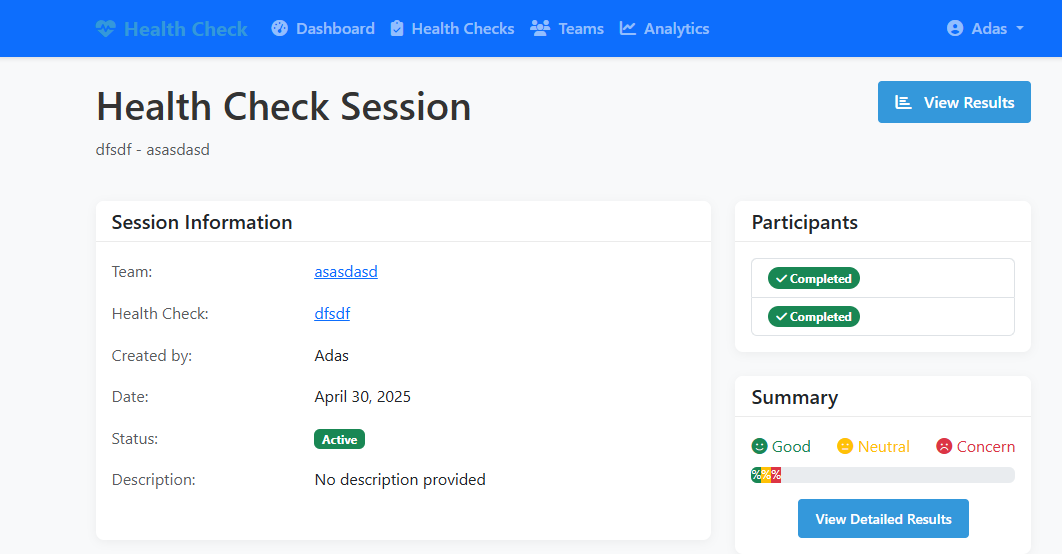 Health Check Dashboard Health Checks Teams Analytics Adas
Health Check Session
View Results
dfsdf - asasdasd
Session Information
Team: asasdasd
Health Check: dfsdf
Created by: Adas
Date: April 30, 2025
Status: Active
Description: No description provided
Participants
Completed
Completed
Summary
Good Neutral Concern
% % %
View Detailed Results